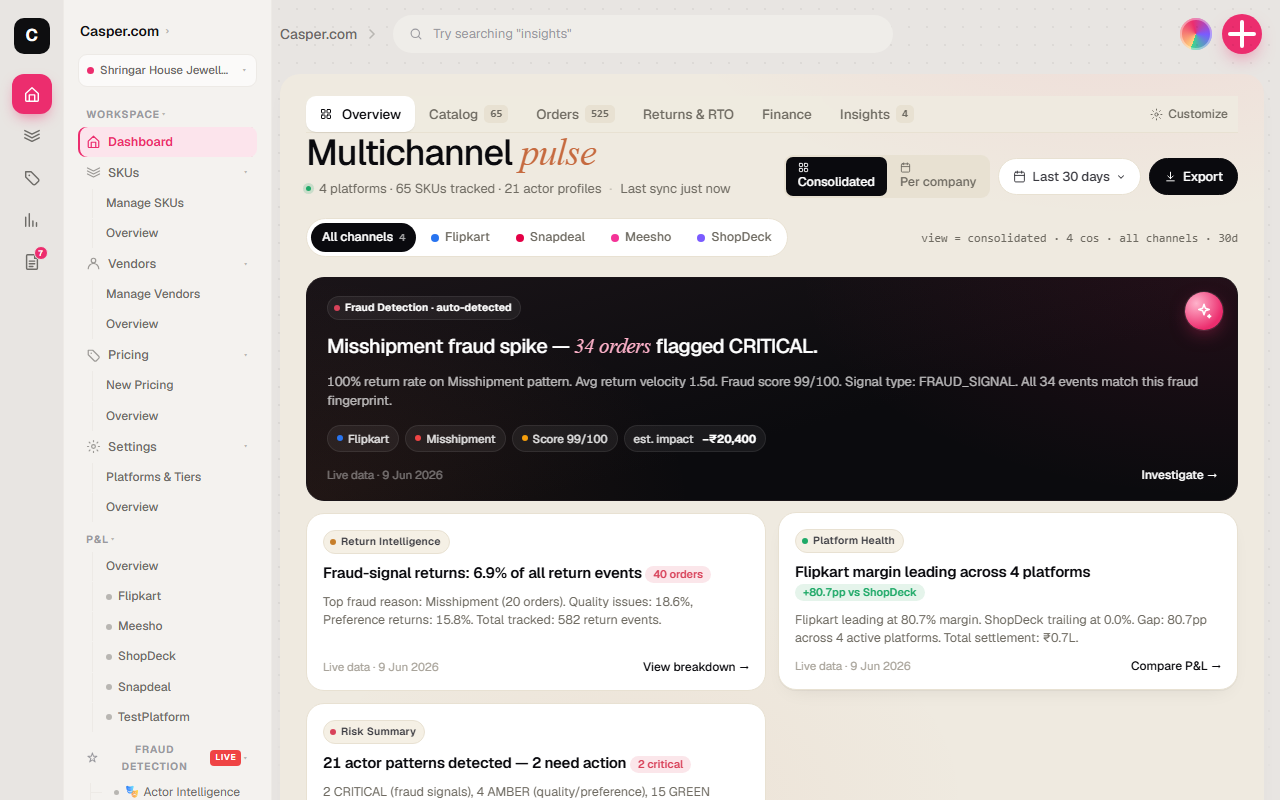 C
Casper.com ›
Shringar House Jewell...
WORKSPACE
Dashboard
SKUs
Manage SKUs
Overview
Vendors
Manage Vendors
Overview
Pricing
New Pricing
Overview
Settings
Platforms & Tiers
Overview
P&L
Overview
Flipkart
Meesho
ShopDeck
Snapdeal
TestPlatform
FRAUD
DETECTION
LIVE
Actor Intelligence
7
Casper.com
Try searching "insights"
Overview
Catalog 65
Orders 525
Returns & RTO
Finance
Insights 4
Customize
Multichannel pulse
4 platforms · 65 SKUs tracked · 21 actor profiles · Last sync just now
Consolidated
Per company
Last 30 days
Export
All channels 4
Flipkart
Snapdeal
Meesho
ShopDeck
view = consolidated · 4 cos · all channels · 30d
Fraud Detection · auto-detected
Misshipment fraud spike — 34 orders flagged CRITICAL.
100% return rate on Misshipment pattern. Avg return velocity 1.5d. Fraud score 99/100. Signal type: FRAUD_SIGNAL. All 34 events match this fraud
fingerprint.
Flipkart
Misshipment
Score 99/100
est. impact −₹20,400
Live data · 9 Jun 2026
Investigate →
Return Intelligence
Fraud-signal returns: 6.9% of all return events 40 orders
Top fraud reason: Misshipment (20 orders). Quality issues: 18.6%,
Preference returns: 15.8%. Total tracked: 582 return events.
Live data · 9 Jun 2026
View breakdown →
Platform Health
Flipkart margin leading across 4 platforms
+80.7pp vs ShopDeck
Flipkart leading at 80.7% margin. ShopDeck trailing at 0.0%. Gap: 80.7pp
across 4 active platforms. Total settlement: ₹0.7L.
Live data · 9 Jun 2026
Compare P&L →
Risk Summary
21 actor patterns detected — 2 need action 2 critical
2 CRITICAL (fraud signals), 4 AMBER (quality/preference), 15 GREEN